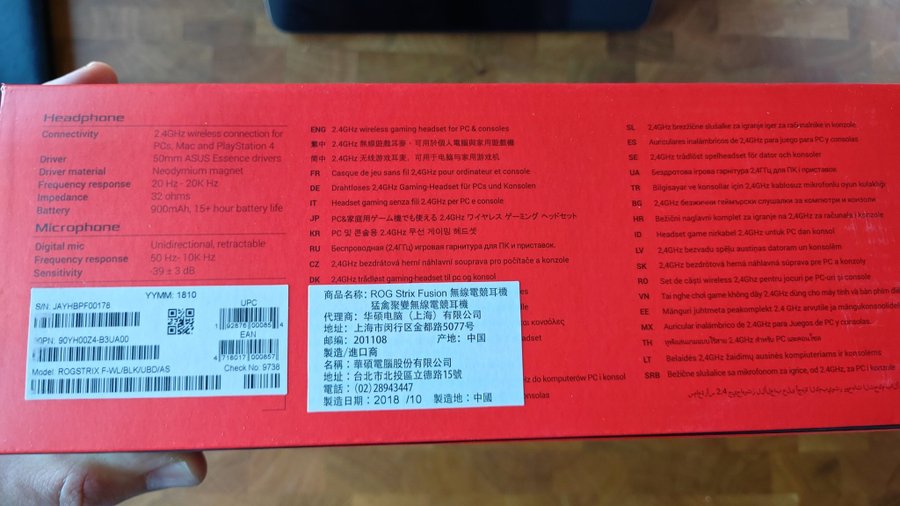 Headphone
Connectivity 2.4GHz wireless connection for
PCs, Mac and PlayStation 4
Driver 50mm ASUS Essence drivers
Driver material Neodymium magnet
Frequency response 20 Hz - 20K Hz
Impedance 32 ohms
Battery 900mAh, 15+ hour battery life
Microphone
Digital mic Unidirectional, retractable
Frequency response 50 Hz- 10K Hz
Sensitivity -39 ± 3 dB
YYMM: 1810
S/N: JAYHBPF00178
UPC
PN: 90YH00Z4-B3UA00
EAN
4 718017 000857
Model: ROGSTRIX F-WL/BLK/UBD/AS
Check No: 9738
ENG 2.4GHz wireless gaming headset for PC & consoles
繁中 2.4GHz 無線遊戲耳麥，可用於個人電腦與家用遊戲機
简中 2.4GHz 无线游戏耳麦，可用于电脑与家用游戏机
FR Casque de jeu sans fil 2.4GHz pour ordinateur et console
DE Drahtloses 2,4GHz Gaming-Headset für PCs und Konsolen
IT Headset gaming senza fili 2.4GHz per PC e console
JP PC&家庭用ゲーム機でも使える 2.4GHz ワイヤレス ゲーミング ヘッドセット
KR PC 및 콘솔용 2.4GHz 무선 게이밍 헤드셋
RU Беспроводная (2.4ГГц) игровая гарнитура для ПК и приставок.
CZ 2,4GHz bezdrátová herní náhlavní souprava pro počítače a konzole
DK 2,4GHz trådløst gaming-headset til pc og konsol
商品名称: ROG Strix Fusion 無線電競耳機
猛禽聚變無線電競耳機
代理商: 华硕电脑（上海）有限公司
地址: 上海市闵行区金都路5077号
邮编: 201108 产地: 中国
製造/進口商
名稱: 華碩電腦股份有限公司
地址: 台北市北投區立德路15號
電話: (02) 28943447
製造日期: 2018 /10 製造地: 中國
κονσόλες
do komputerów PC i konsol
SL 2,4GHz brezžične slušalke za igranje iger za računalnike in konzole.
ES Auriculares inalámbricos de 2.4GHz para juego para PC y consolas
SE 2,4GHz trådlöst spelheadset för dator och konsoler
UA Бездротова ігрова гарнітура 2,4ГГц для ПК і приставок
TR Bilgisayar ve konsollar için 2,4GHz kablosuz mikrofonlu oyun kulaklığı
BG 2,4GHz безжични геймърски слушалки за компютри и конзоли
HR Bežični naglavni komplet za igranje na 2,4GHz za računala i konzole
ID Headset game nirkabel 2.4GHz untuk PC dan konsol
LV 2,4GHz bezvadu spēļu austiņas datoram un konsolēm
SK 2,4GHz bezdrôtová herná náhlavná súprava pre PC a konzoly
RO Set de căști wireless 2,4GHz pentru jocuri pe PC-uri și console
VN Tai nghe chơi game không dây 2,4GHz dùng cho máy tính và bàn phím điều
EE Mänguri juhtmeta peakomplekt 2.4 GHz arvutile ja mängukonsoolidele
MX Auricular inalámbrico de 2.4GHz para Juegos de PC y consola.
TH
LT Belaidės 2,4GHz žaidimų ausinės kompiuteriams ir konsolėms
SRB Bežične slušalice sa mikrofonom za igrice, od 2,4GHz, za PC i konzole